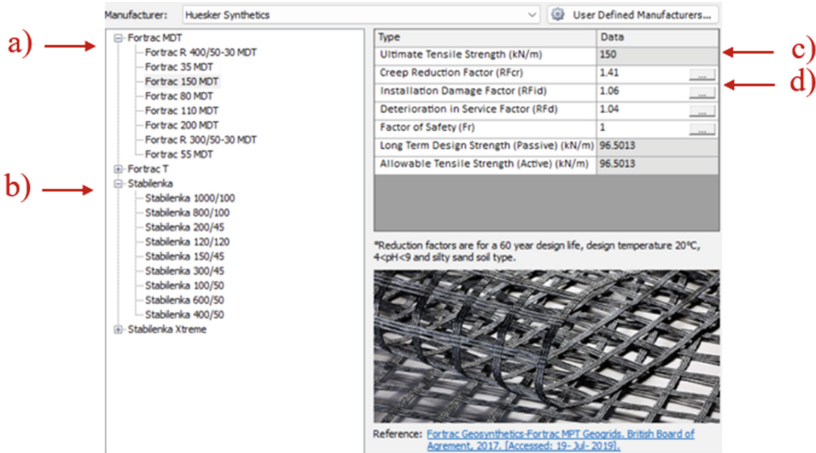 Manufacturer: Huesker Synthetics User Defined Manufacturers...
a) Fortrac MDT
Fortrac R 400/50-30 MDT
Fortrac 35 MDT
Fortrac 150 MDT
Fortrac 80 MDT
Fortrac 110 MDT
Fortrac 200 MDT
Fortrac R 300/50-30 MDT
Fortrac 55 MDT
Fortrac T
b) Stabilenka
Stabilenka 1000/100
Stabilenka 800/100
Stabilenka 200/45
Stabilenka 120/120
Stabilenka 150/45
Stabilenka 300/45
Stabilenka 100/50
Stabilenka 600/50
Stabilenka 400/50
Stabilenka Xtreme
Type Data
Ultimate Tensile Strength (kN/m) 150 c)
Creep Reduction Factor (RFcr) 1.41 ...
d)
Installation Damage Factor (RFid) 1.06 ...
Deterioration in Service Factor (RFd) 1.04 ...
Factor of Safety (Fr) 1 ...
Long Term Design Strength (Passive) (kN/m) 96.5013
Allowable Tensile Strength (Active) (kN/m) 96.5013
*Reduction factors are for a 60 year design life, design temperature 20°C,
4<pH<9 and silty sand soil type.
Reference: Fortrac Geosynthetics-Fortrac MPT Geogrids. British Board of
Agrement, 2017. [Accessed: 19- Jul- 2019].